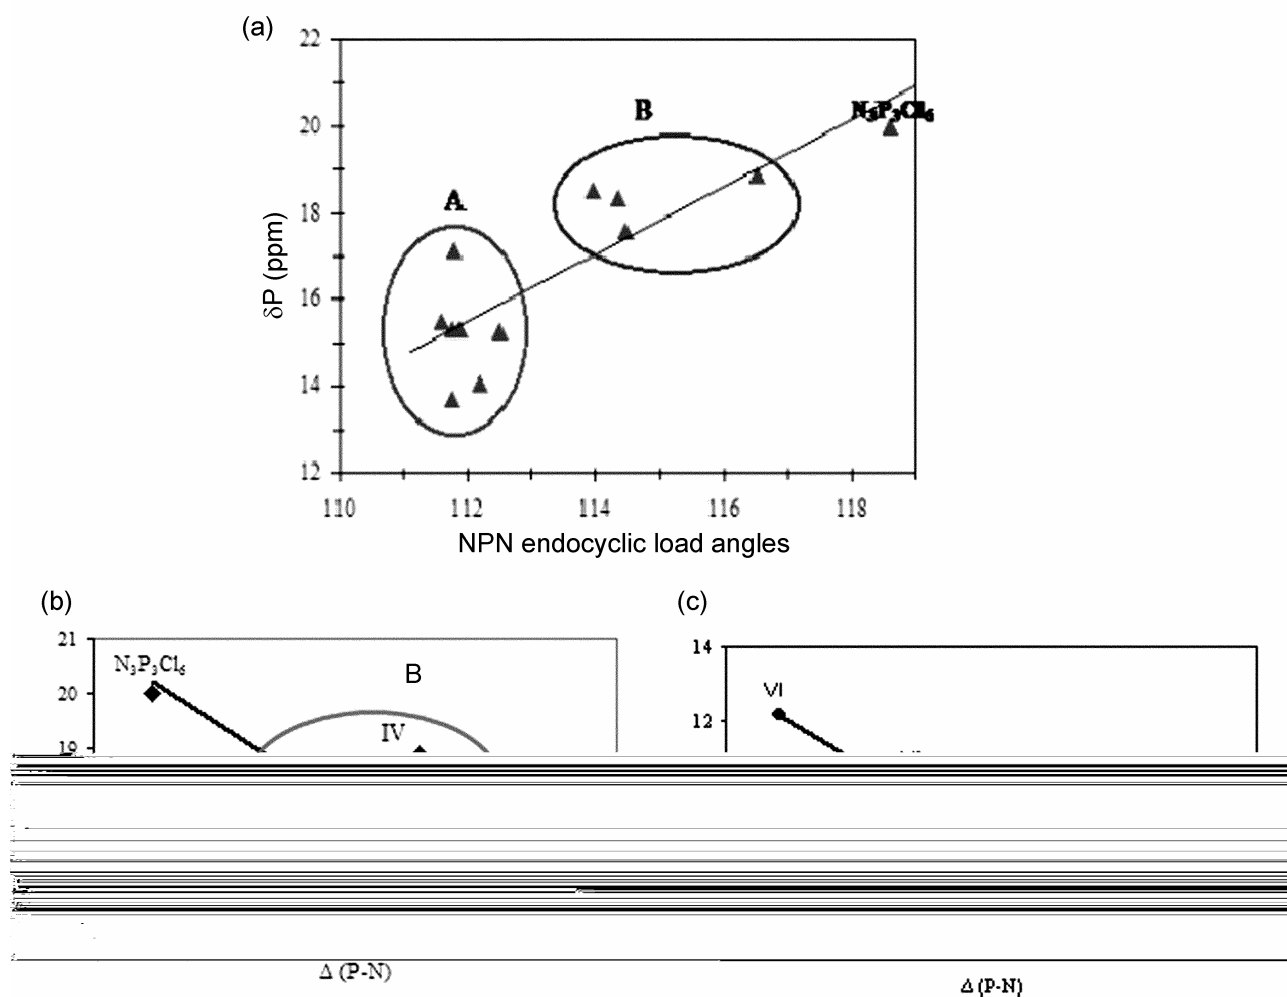 (a)
22
20
18
16
14
12
δP (ppm)
A
B
N₃P₃Cl₆
110 112 114 116 118
NPN endocyclic load angles
(b)
21
20
19
N₃P₃Cl₆
B
IV
Δ (P-N)
(c)
14
12
VI
Δ (P-N)